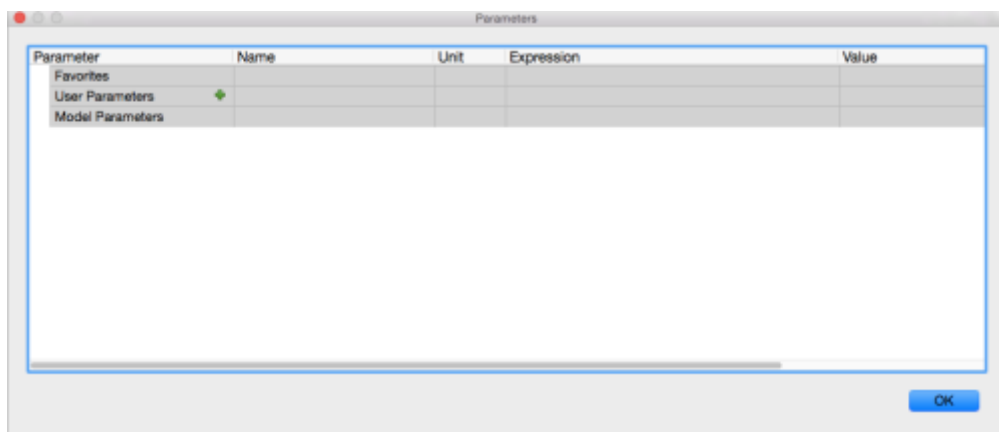 Parameters
Parameter Name Unit Expression Value
Favorites
User Parameters
Model Parameters
OK